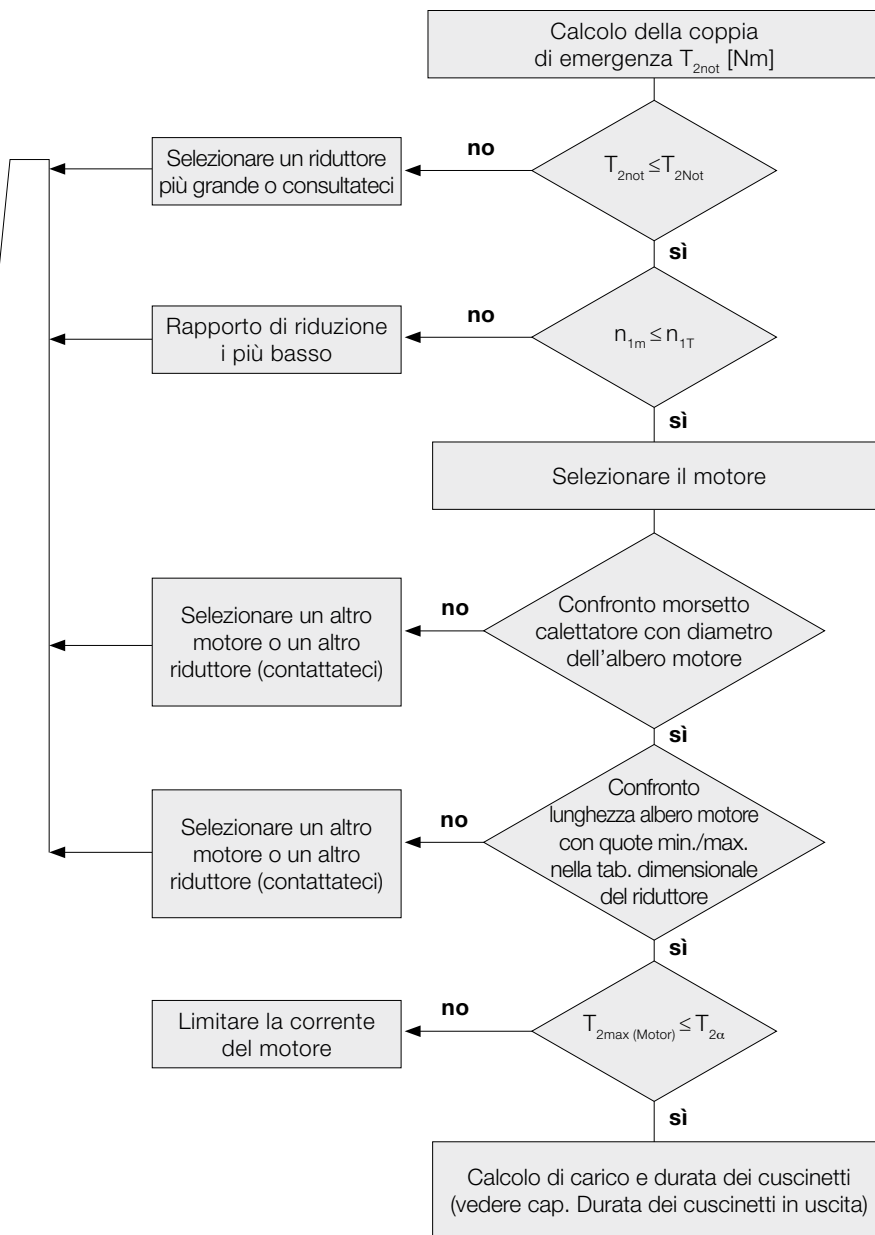 Calcolo della coppia
di emergenza T2not [Nm]
no
Selezionare un riduttore
più grande o consultateci
T2not ≤ T2Not
sì
no
Rapporto di riduzione
i più basso
n1m ≤ n1T
sì
Selezionare il motore
no
Selezionare un altro
motore o un altro
riduttore (contattateci)
Confronto morsetto
calettatore con diametro
dell'albero motore
sì
no
Selezionare un altro
motore o un altro
riduttore (contattateci)
Confronto
lunghezza albero motore
con quote min./max.
nella tab. dimensionale
del riduttore
sì
no
Limitare la corrente
del motore
T2max (Motor) ≤ T2α
sì
Calcolo di carico e durata dei cuscinetti
(vedere cap. Durata dei cuscinetti in uscita)